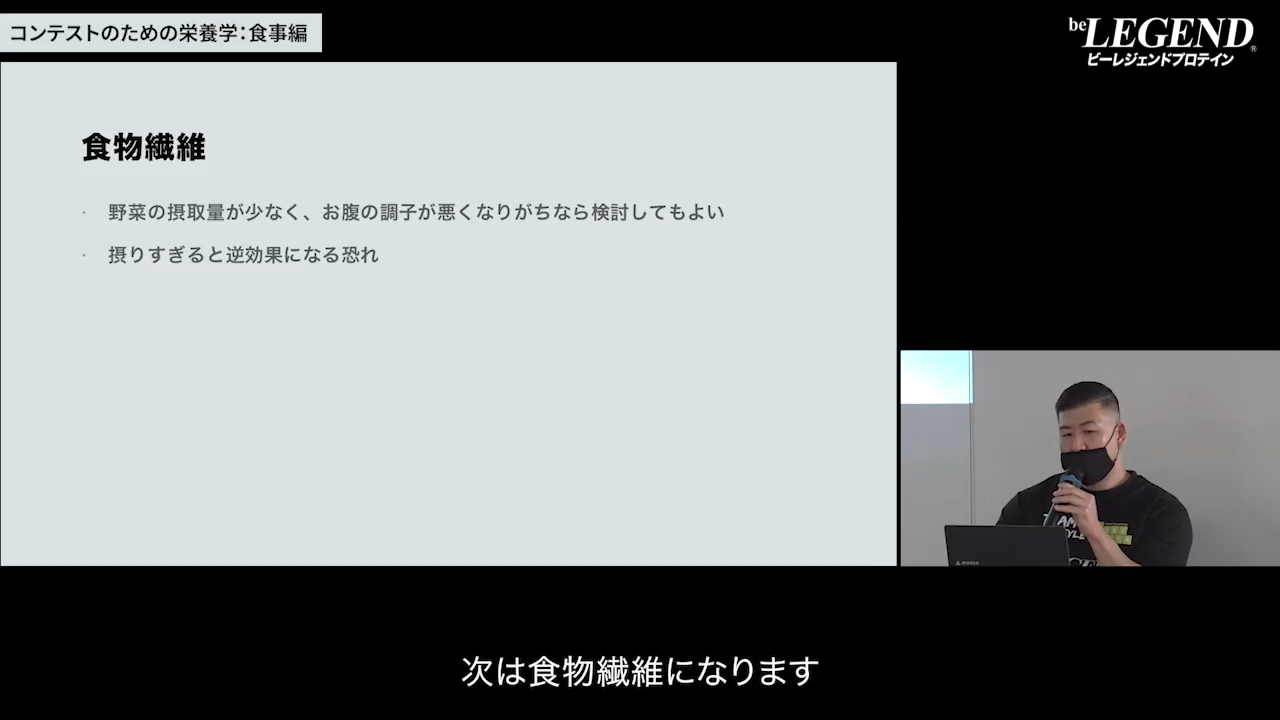 コンテストのための栄養学:食事編
beLEGEND®
ビーレジェンドプロテイン
食物繊維
・ 野菜の摂取量が少なく、お腹の調子が悪くなりがちなら検討してもよい
・ 摂りすぎると逆効果になる恐れ
次は食物繊維になります